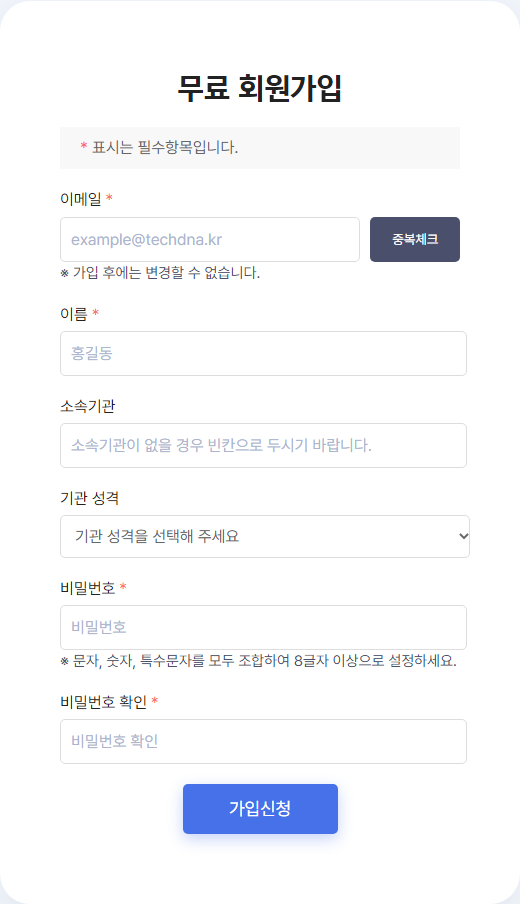 무료 회원가입
* 표시는 필수항목입니다.
이메일 *
example@techdna.kr
중복체크
※ 가입 후에는 변경할 수 없습니다.
이름 *
홍길동
소속기관
소속기관이 없을 경우 빈칸으로 두시기 바랍니다.
기관 성격
기관 성격을 선택해 주세요
비밀번호 *
비밀번호
※ 문자, 숫자, 특수문자를 모두 조합하여 8글자 이상으로 설정하세요.
비밀번호 확인 *
비밀번호 확인
가입신청